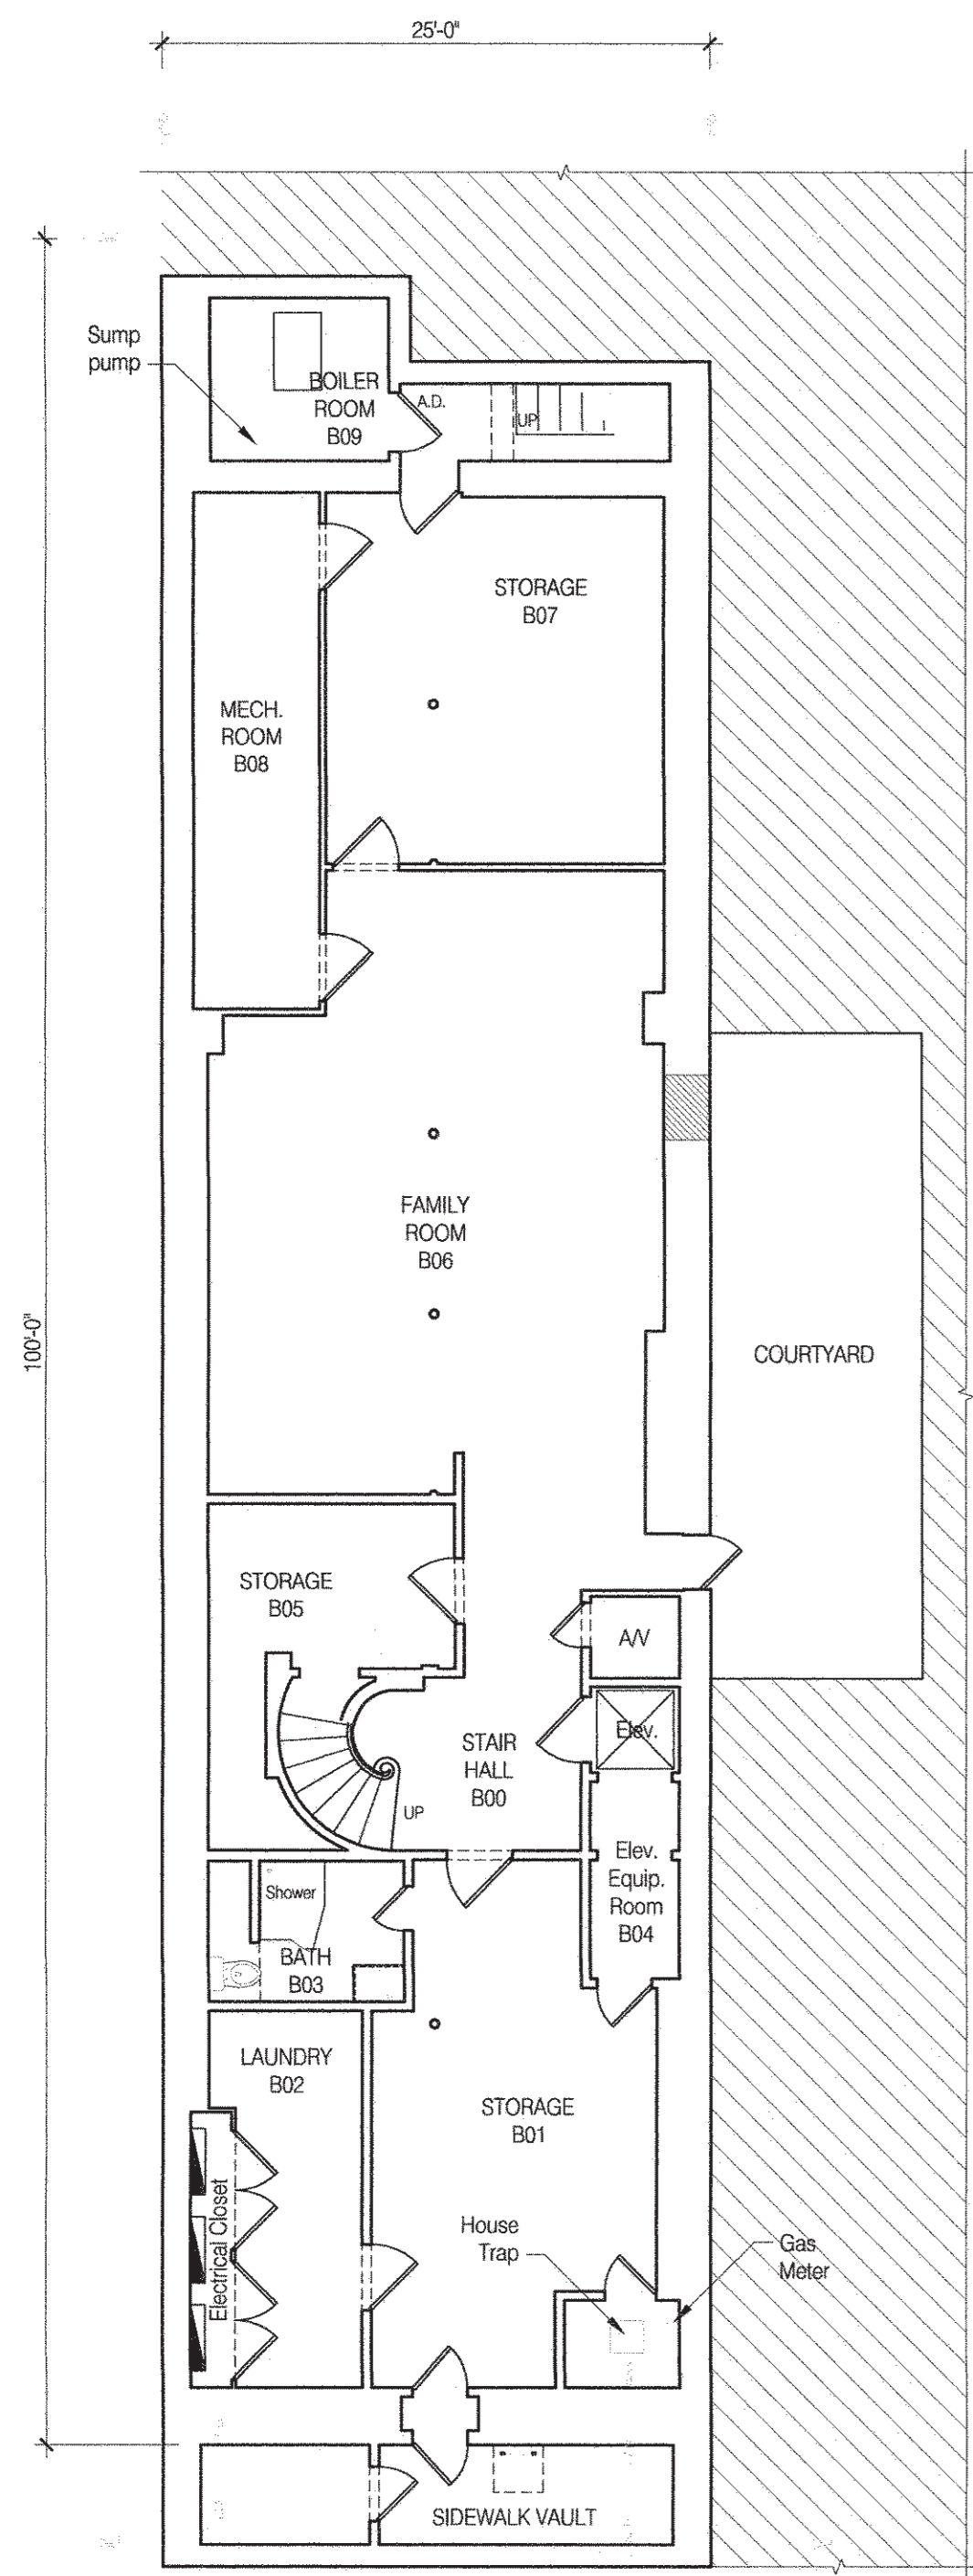 25'-0"
Sump
pump
BOILER
ROOM
B09
A.D.
UP
STORAGE
B07
MECH.
ROOM
B08
FAMILY
ROOM
B06
100'-0"
COURTYARD
STORAGE
B05
A/V
Elev.
STAIR
HALL
B00
UP
Elev.
Equip.
Room
B04
Shower
BATH
B03
LAUNDRY
B02
STORAGE
B01
Electrical Closet
House
Trap
Gas
Meter
SIDEWALK VAULT